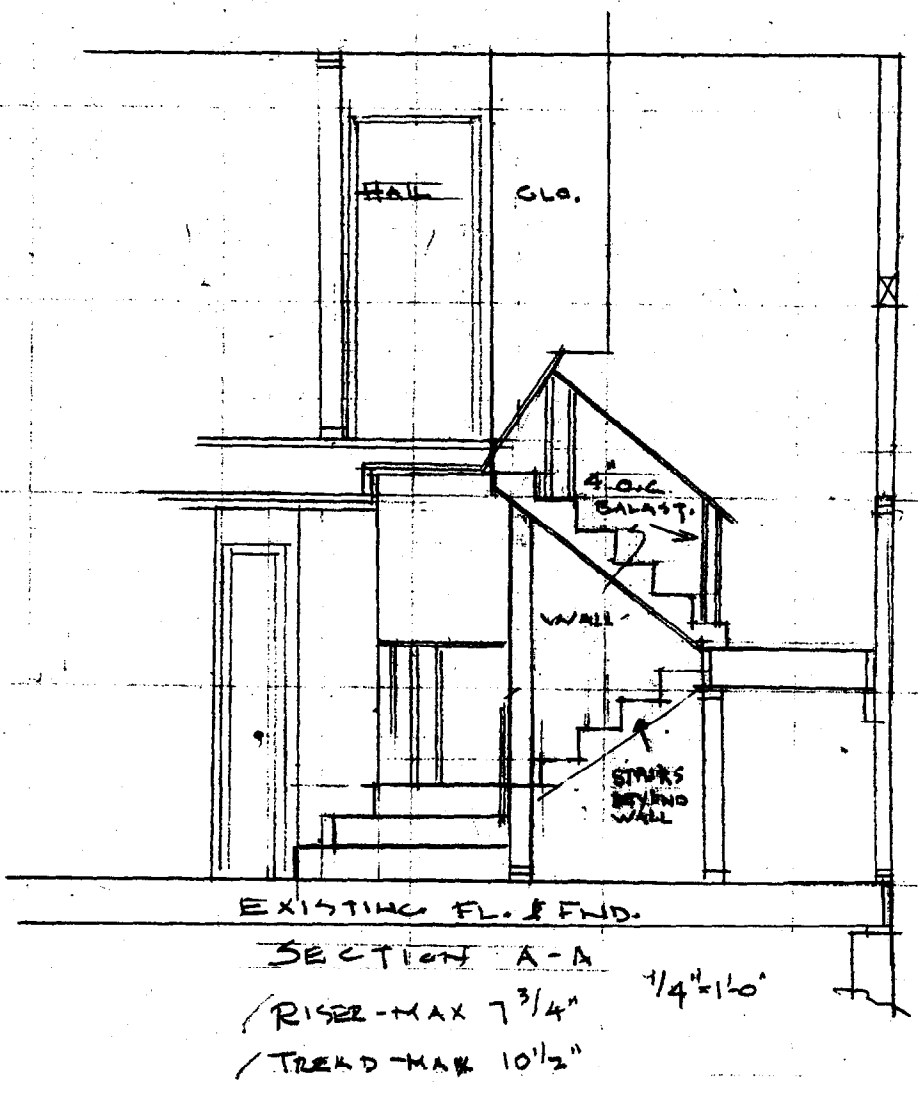 HALL
CLO.
4" O.C.
BALAST.
WALL
STAIRS
BEYOND
WALL
EXISTING FL. & FND.
SECTION A-A
1/4"=1'-0"
RISER-MAX 7 3/4"
TREAD-MAX 10 1/2"